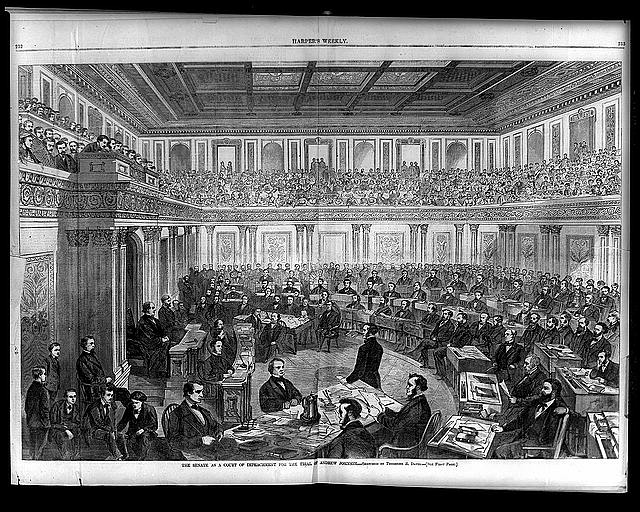 232
HARPER'S WEEKLY.
233
THE SENATE AS A COURT OF IMPEACHMENT FOR THE TRIAL OF ANDREW JOHNSON.—[SKETCHED BY THEODORE R. DAVIS.—[SEE FIRST PAGE.]